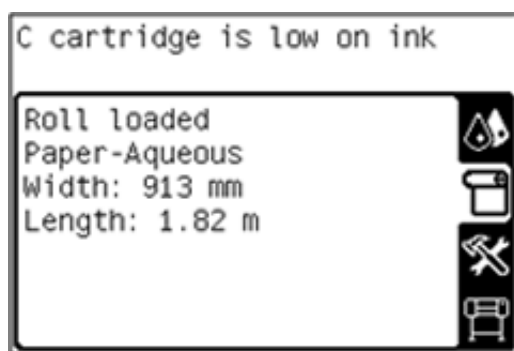 C cartridge is low on ink
Roll loaded
Paper-Aqueous
Width: 913 mm
Length: 1.82 m